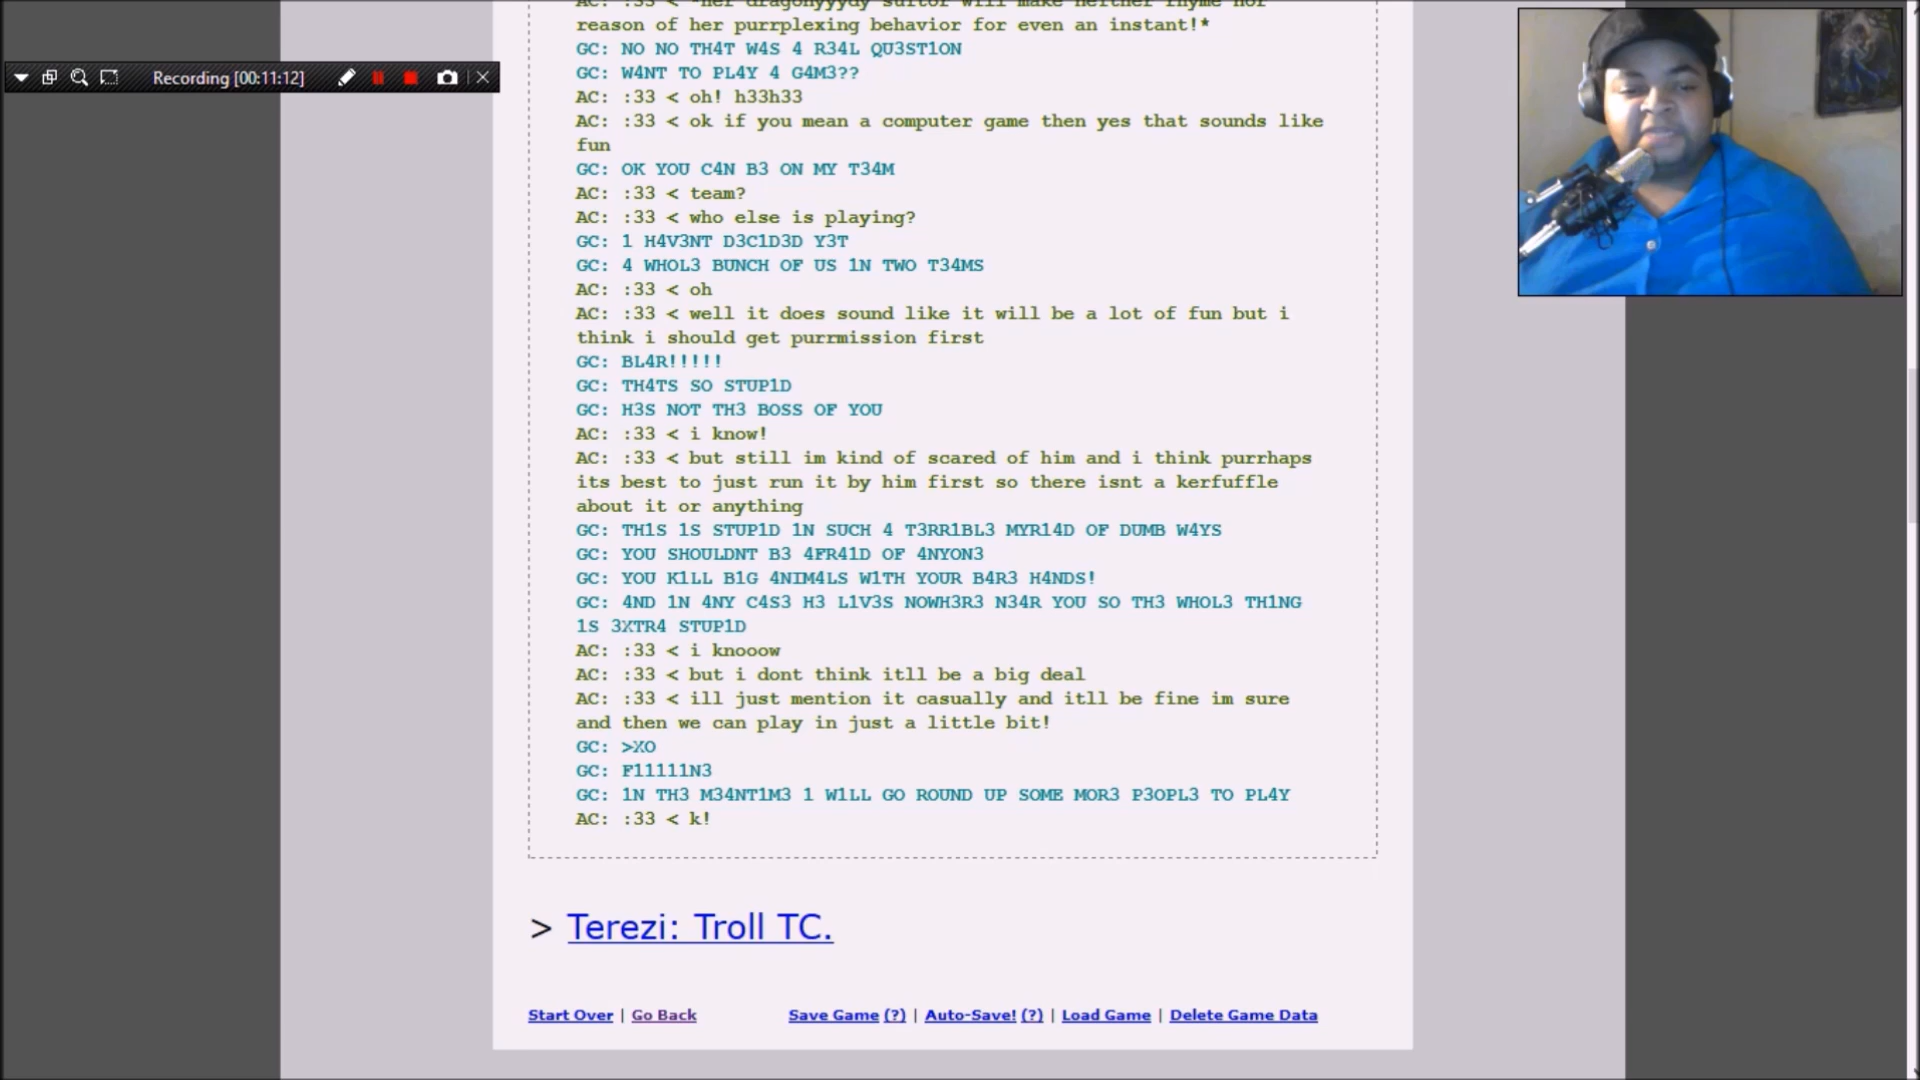 AC: :33 < *her dragonyyydy suitor will make neither rhyme nor
reason of her purrplexing behavior for even an instant!*
GC: NO NO TH4T W4S 4 R34L QU3ST1ON
GC: W4NT TO PL4Y 4 G4M3??
Recording [00:11:12]
AC: :33 < oh! h33h33
AC: :33 < ok if you mean a computer game then yes that sounds like
fun
GC: OK YOU C4N B3 ON MY T34M
AC: :33 < team?
AC: :33 < who else is playing?
GC: 1 H4V3NT D3C1D3D Y3T
GC: 4 WHOL3 BUNCH OF US 1N TWO T34MS
AC: :33 < oh
AC: :33 < well it does sound like it will be a lot of fun but i
think i should get purrmission first
GC: BL4R!!!!!
GC: TH4TS SO STUP1D
GC: H3S NOT TH3 BOSS OF YOU
AC: :33 < i know!
AC: :33 < but still im kind of scared of him and i think purrhaps
its best to just run it by him first so there isnt a kerfuffle
about it or anything
GC: TH1S 1S STUP1D 1N SUCH 4 T3RR1BL3 MYR14D OF DUMB W4YS
GC: YOU SHOULDNT B3 4FR41D OF 4NYON3
GC: YOU K1LL B1G 4NIM4LS W1TH YOUR B4R3 H4NDS!
GC: 4ND 1N 4NY C4S3 H3 L1V3S NOWH3R3 N34R YOU SO TH3 WHOL3 TH1NG
1S 3XTR4 STUP1D
AC: :33 < i knooow
AC: :33 < but i dont think itll be a big deal
AC: :33 < ill just mention it casually and itll be fine im sure
and then we can play in just a little bit!
GC: >XO
GC: F11111N3
GC: 1N TH3 M34NT1M3 1 W1LL GO ROUND UP SOME MOR3 P3OPL3 TO PL4Y
AC: :33 < k!
> Terezi: Troll TC.
Start Over | Go Back Save Game (?) | Auto-Save! (?) | Load Game | Delete Game Data